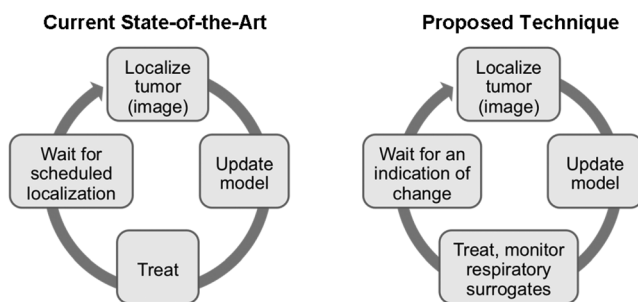 Current State-of-the-Art
Localize
tumor
(image)
Update
model
Treat
Wait for
scheduled
localization
Proposed Technique
Localize
tumor
(image)
Update
model
Treat, monitor
respiratory
surrogates
Wait for an
indication of
change